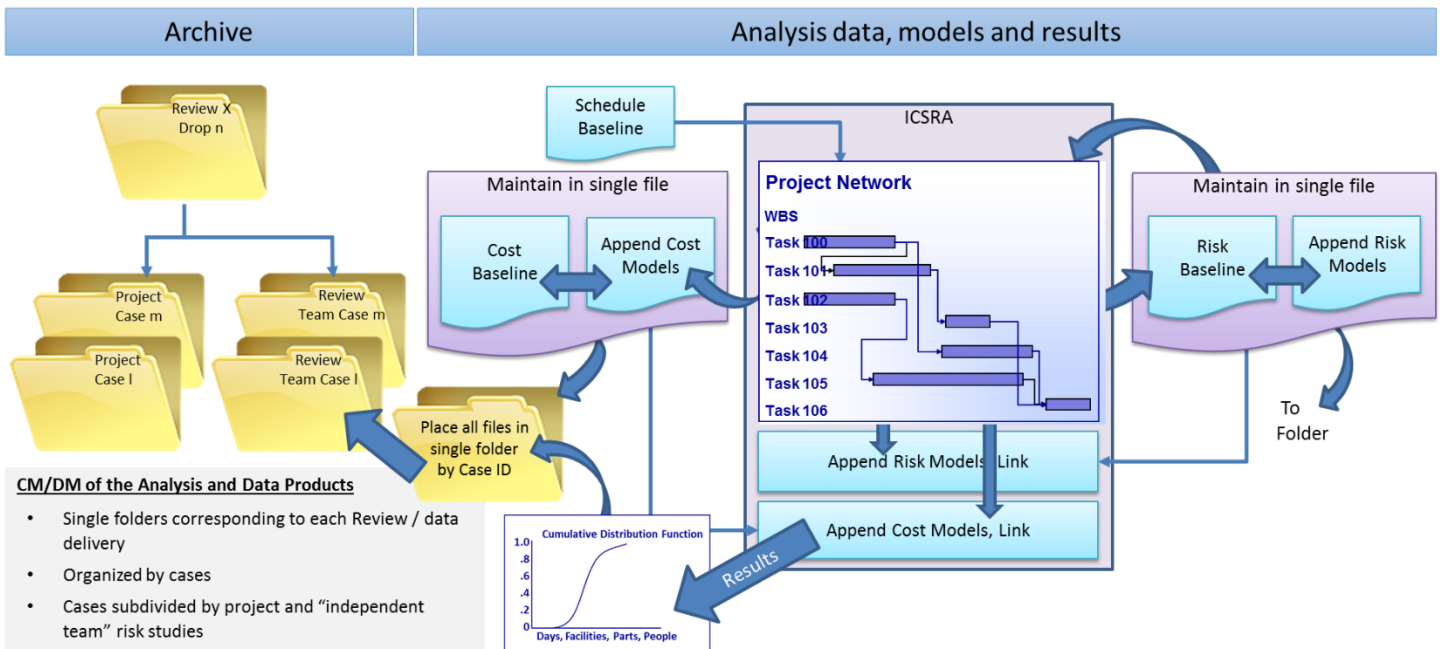 Archive
Analysis data, models and results
Review X
Drop n
Project
Case m
Review
Team Case m
Project
Case l
Review
Team Case l
Place all files in
single folder
by Case ID
CM/DM of the Analysis and Data Products
• Single folders corresponding to each Review / data
delivery
• Organized by cases
• Cases subdivided by project and “independent
team” risk studies
Schedule
Baseline
Maintain in single file
Cost
Baseline
Append Cost
Models
ICSRA
Project Network
WBS
Task 100
Task 101
Task 102
Task 103
Task 104
Task 105
Task 106
Append Risk Models, Link
Append Cost Models, Link
Maintain in single file
Risk
Baseline
Append Risk
Models
To
Folder
Results
Cumulative Distribution Function
1.0
.8
.6
.4
.2
0
Days, Facilities, Parts, People